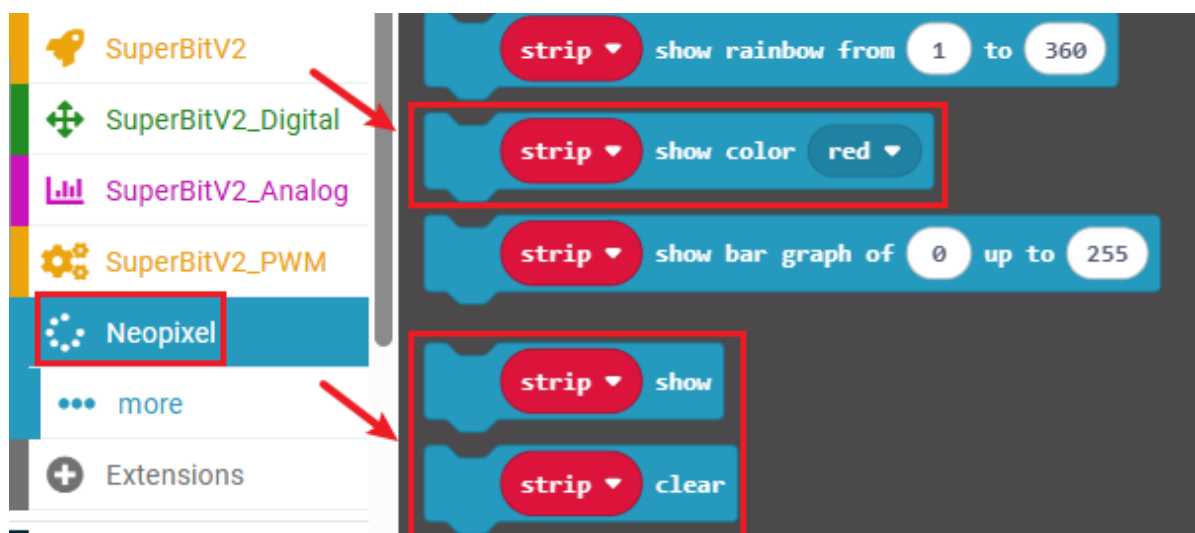 SuperBitV2
SuperBitV2_Digital
SuperBitV2_Analog
SuperBitV2_PWM
Neopixel
more
Extensions
strip show rainbow from 1 to 360
strip show color red
strip show bar graph of 0 up to 255
strip show
strip clear